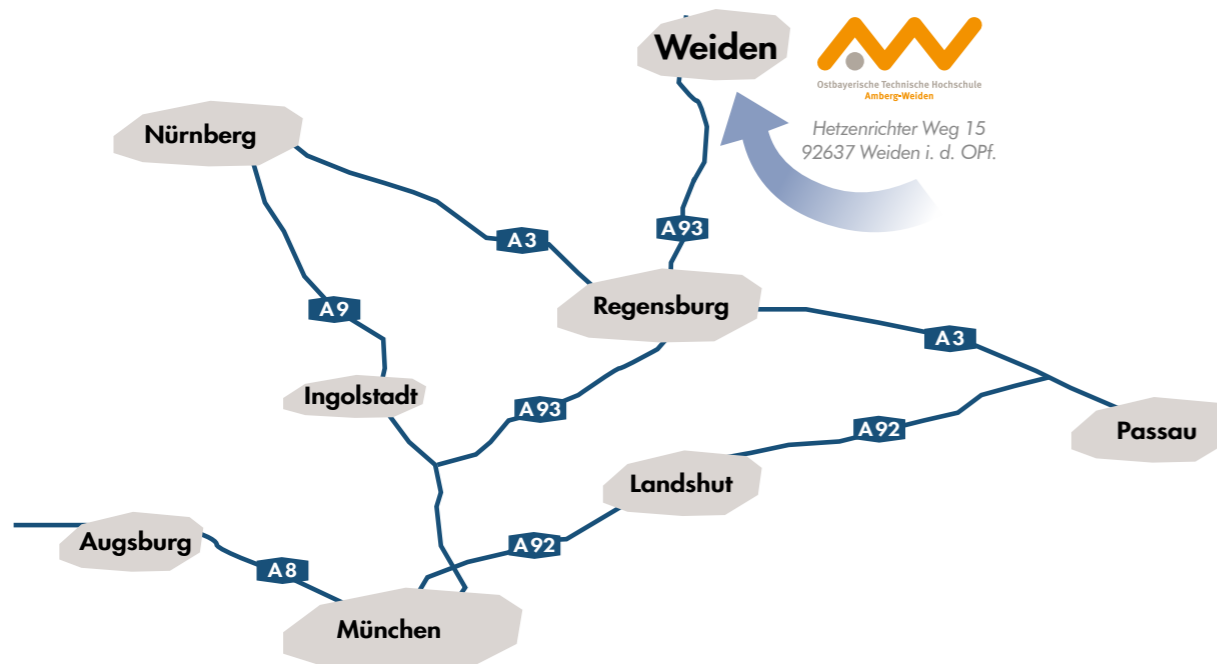 Weiden
Ostbayerische Technische Hochschule
Amberg-Weiden
Hetzenrichter Weg 15
92637 Weiden i. d. OPf.
Nürnberg
A3
A93
A9
Regensburg
A3
Ingolstadt
A93
A92
Passau
Landshut
Augsburg
A92
A8
München